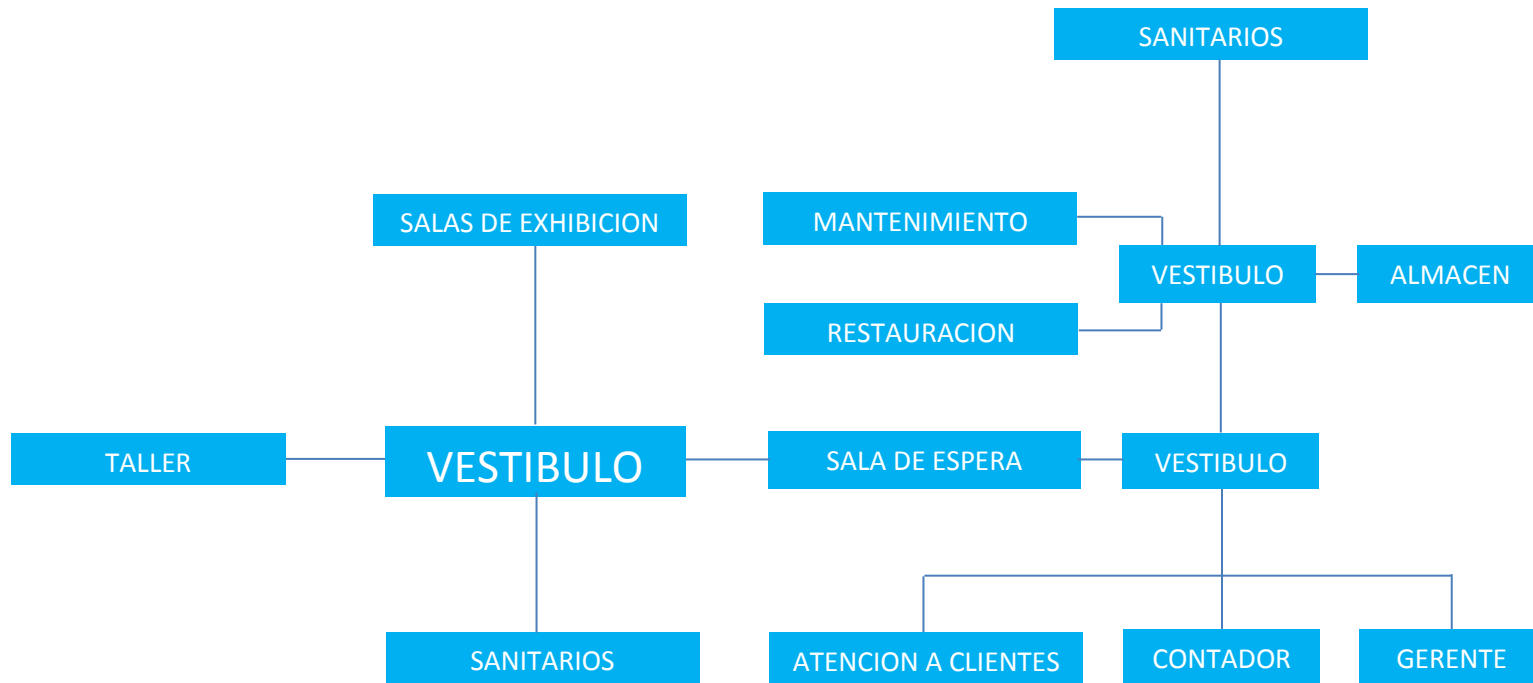 SANITARIOS
SALAS DE EXHIBICION
MANTENIMIENTO
VESTIBULO
ALMACEN
RESTAURACION
TALLER
VESTIBULO
SALA DE ESPERA
VESTIBULO
SANITARIOS
ATENCION A CLIENTES
CONTADOR
GERENTE